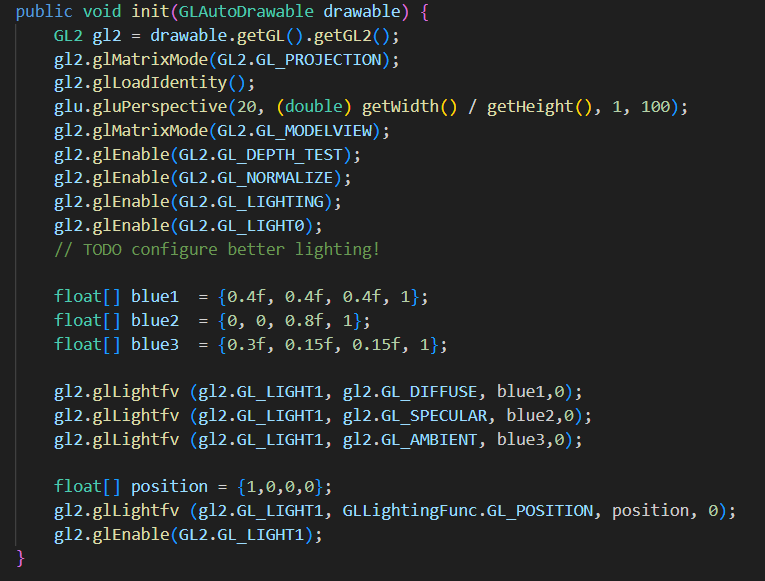 public void init(GLAutoDrawable drawable) {
GL2 gl2 = drawable.getGL().getGL2();
gl2.glMatrixMode(GL2.GL_PROJECTION);
gl2.glLoadIdentity();
glu.gluPerspective(20, (double) getWidth() / getHeight(), 1, 100);
gl2.glMatrixMode(GL2.GL_MODELVIEW);
gl2.glEnable(GL2.GL_DEPTH_TEST);
gl2.glEnable(GL2.GL_NORMALIZE);
gl2.glEnable(GL2.GL_LIGHTING);
gl2.glEnable(GL2.GL_LIGHT0);
// TODO configure better lighting!
float[] blue1  = {0.4f, 0.4f, 0.4f, 1};
float[] blue2  = {0, 0, 0.8f, 1};
float[] blue3  = {0.3f, 0.15f, 0.15f, 1};
gl2.glLightfv (gl2.GL_LIGHT1, gl2.GL_DIFFUSE, blue1,0);
gl2.glLightfv (gl2.GL_LIGHT1, gl2.GL_SPECULAR, blue2,0);
gl2.glLightfv (gl2.GL_LIGHT1, gl2.GL_AMBIENT, blue3,0);
float[] position = {1,0,0,0};
gl2.glLightfv (gl2.GL_LIGHT1, GLLightingFunc.GL_POSITION, position, 0);
gl2.glEnable(GL2.GL_LIGHT1);
}